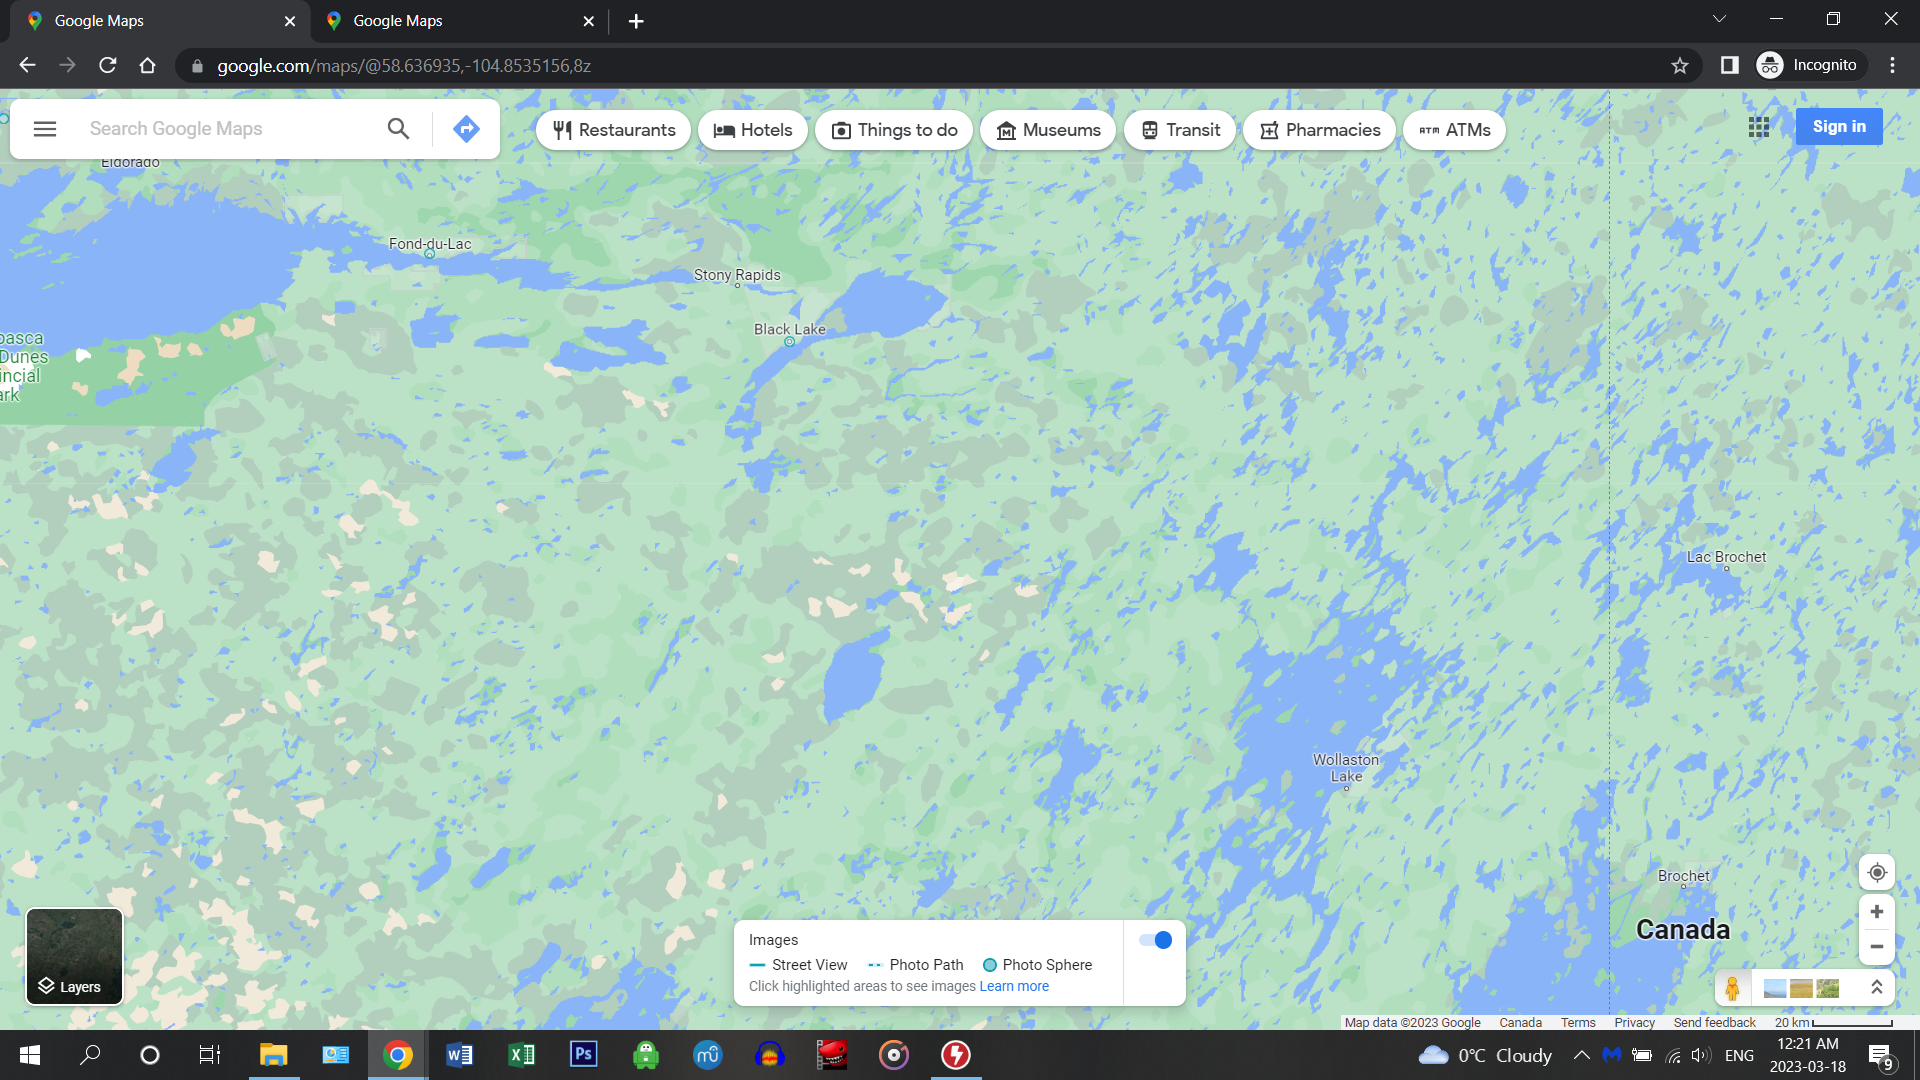 Google Maps
Google Maps
google.com/maps/@58.636935,-104.8535156,8z
Incognito
Search Google Maps
Restaurants
Hotels
Things to do
Museums
Transit
Pharmacies
ATM ATMs
Sign in
Eldorado
Fond-du-Lac
Stony Rapids
Black Lake
basca
Dunes
incial
ark
Lac Brochet
Wollaston
Lake
Brochet
Canada
Layers
Images
Street View
Photo Path
Photo Sphere
Click highlighted areas to see images Learn more
Map data ©2023 Google
Canada
Terms
Privacy
Send feedback
20 km
W
X
Ps
mu
0°C Cloudy
ENG
12:21 AM
2023-03-18
9